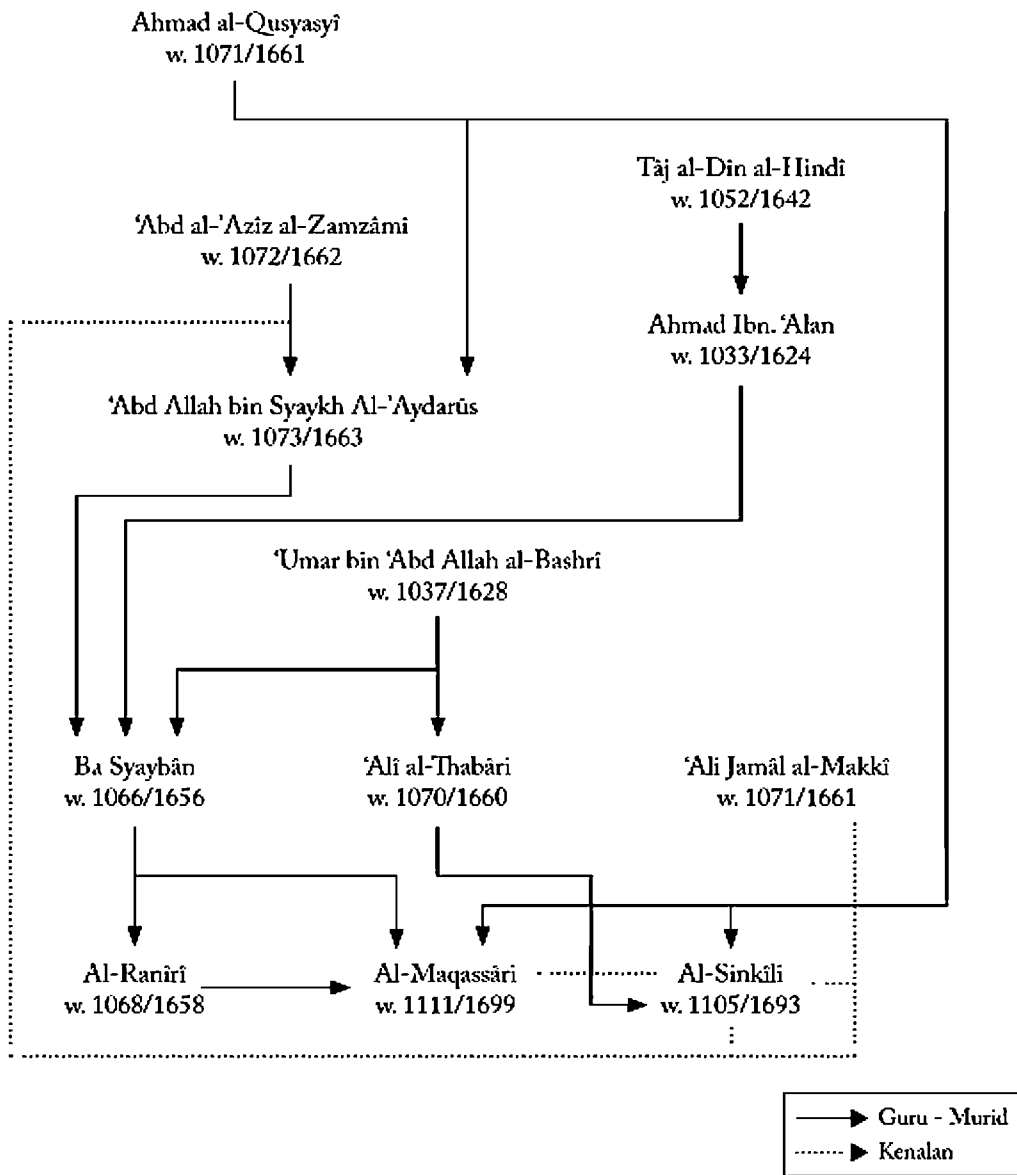 Ahmad al-Qusyasyî
w. 1071/1661
Tàj al-Din al-Hindî
w. 1052/1642
'Abd al-'Azîz al-Zamzâmi
w. 1072/1662
Ahmad Ibn. 'Alan
w. 1033/1624
'Abd Allah bin Syaykh Al-'Aydarūs
w. 1073/1663
'Umar bin 'Abd Allah al-Bashrî
w. 1037/1628
Ba Syaybân
w. 1066/1656
'Alî al-Thabâri
w. 1070/1660
'Ali Jamâl al-Makkî
w. 1071/1661
Al-Ranîrî
w. 1068/1658
Al-Maqassâri
w. 1111/1699
Al-Sinkîli
w. 1105/1693
Guru - Murid
Kenalan